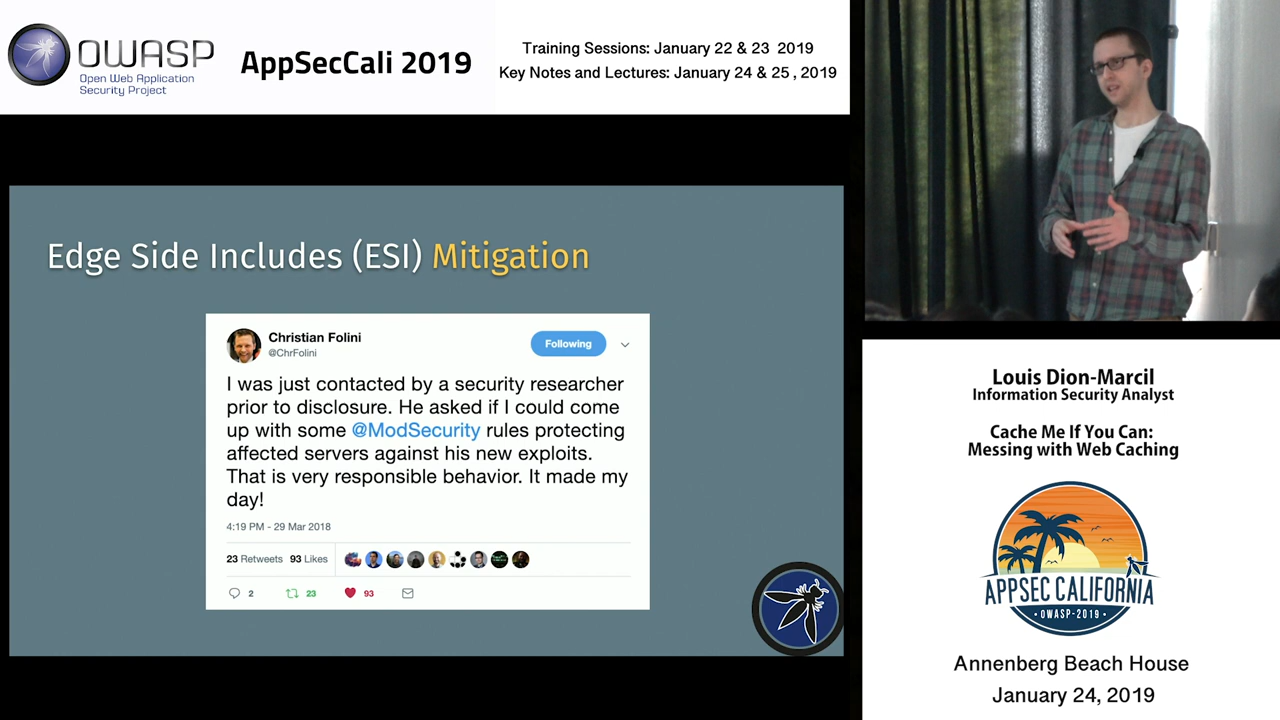 OWASP
Open Web Application
Security Project
AppSecCali 2019
Training Sessions: January 22 & 23 2019
Key Notes and Lectures: January 24 & 25, 2019
Edge Side Includes (ESI) Mitigation
Christian Folini
@ChrFolini
Following
I was just contacted by a security researcher
prior to disclosure. He asked if I could come
up with some @ModSecurity rules protecting
affected servers against his new exploits.
That is very responsible behavior. It made my
day!
4:19 PM - 29 Mar 2018
23 Retweets 93 Likes
2 23 93
Louis Dion-Marcil
Information Security Analyst
Cache Me If You Can:
Messing with Web Caching
APPSEC CALIFORNIA
• OWASP-2019 •
Annenberg Beach House
January 24, 2019